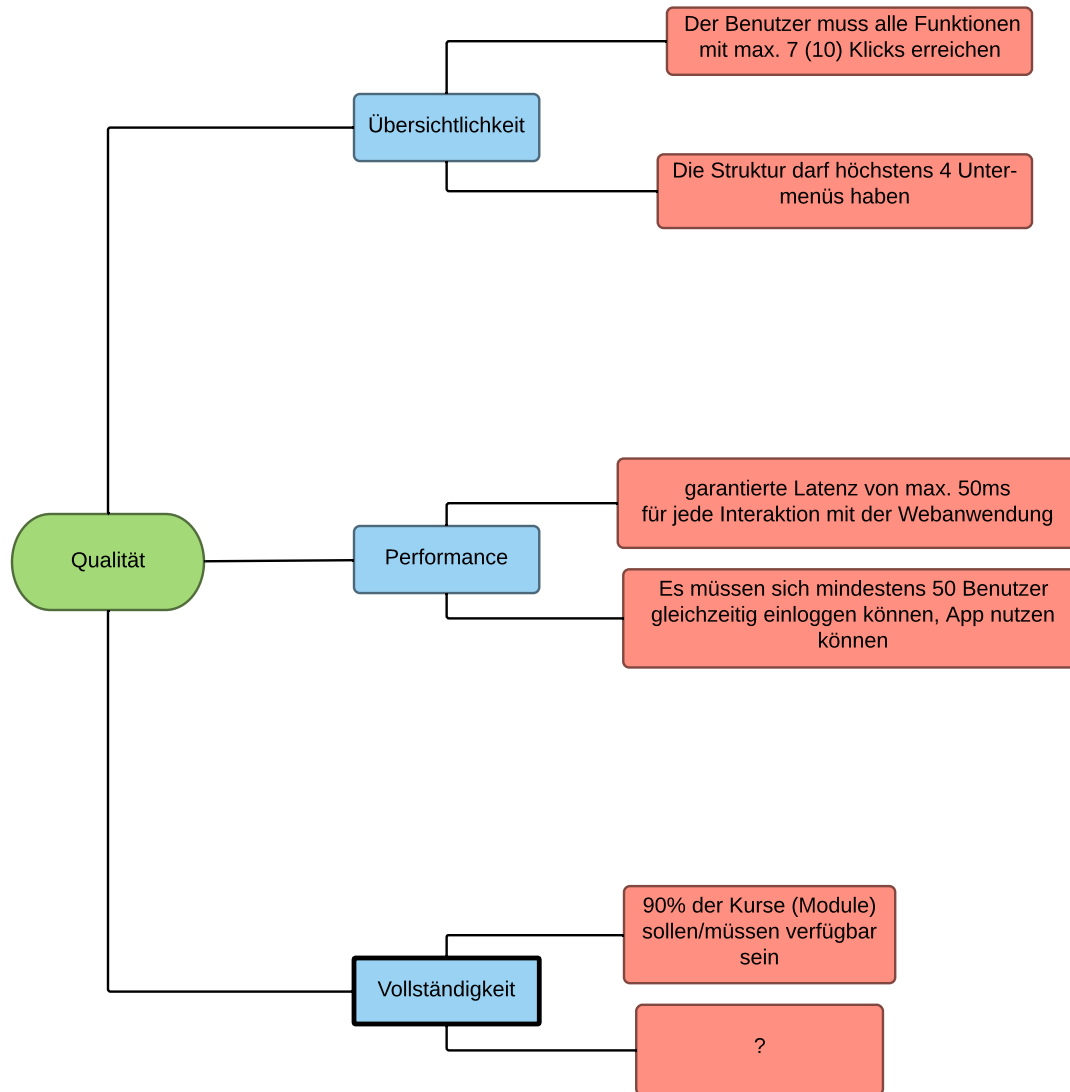 Der Benutzer muss alle Funktionen
mit max. 7 (10) Klicks erreichen
Übersichtlichkeit
Die Struktur darf höchstens 4 Unter-
menüs haben
garantierte Latenz von max. 50ms
für jede Interaktion mit der Webanwendung
Qualität
Performance
Es müssen sich mindestens 50 Benutzer
gleichzeitig einloggen können, App nutzen
können
90% der Kurse (Module)
sollen/müssen verfügbar
sein
Vollständigkeit
?